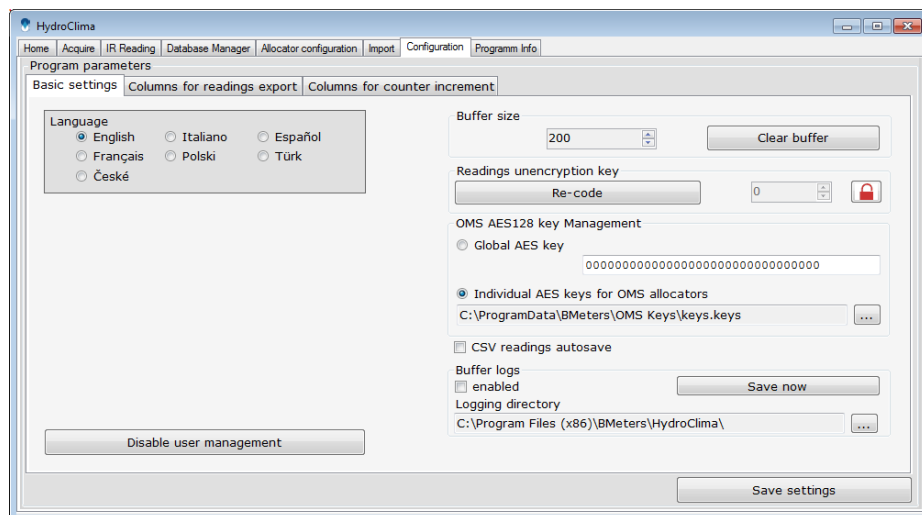 HydroClima
Home Acquire IR Reading Database Manager Allocator configuration Import Configuration Programm Info
Program parameters
Basic settings Columns for readings export Columns for counter increment
Language
English Italiano Español
Français Polski Türk
České
Disable user management
Buffer size
200 Clear buffer
Readings unencryption key
Re-code 0
OMS AES128 key Management
Global AES key
00000000000000000000000000000000
Individual AES keys for OMS allocators
C:\ProgramData\BMeters\OMS Keys\keys.keys ...
CSV readings autosave
Buffer logs
enabled Save now
Logging directory
C:\Program Files (x86)\BMeters\HydroClima\ ...
Save settings